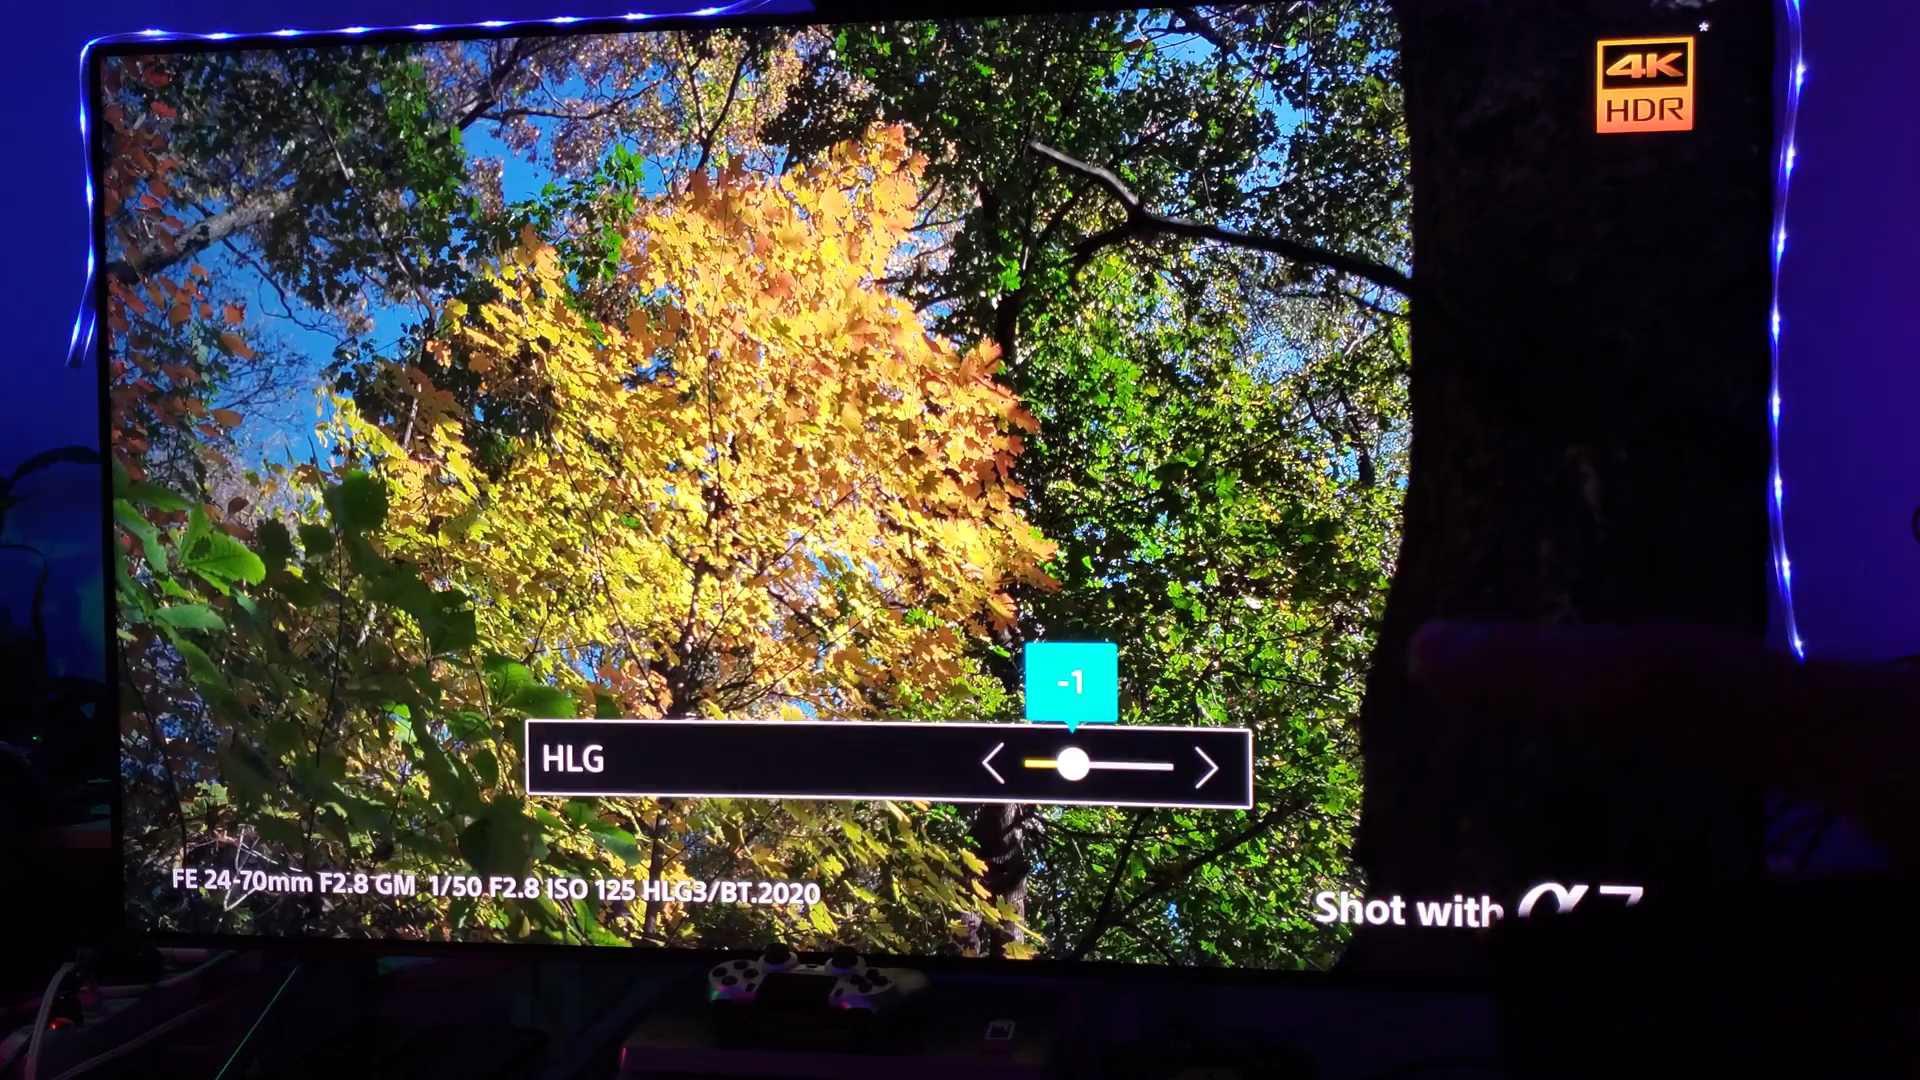 *
4K
HDR
-1
HLG
FE 24-70mm F2.8 GM 1/50 F2.8 ISO 125 HLG3/BT.2020
Shot with α7